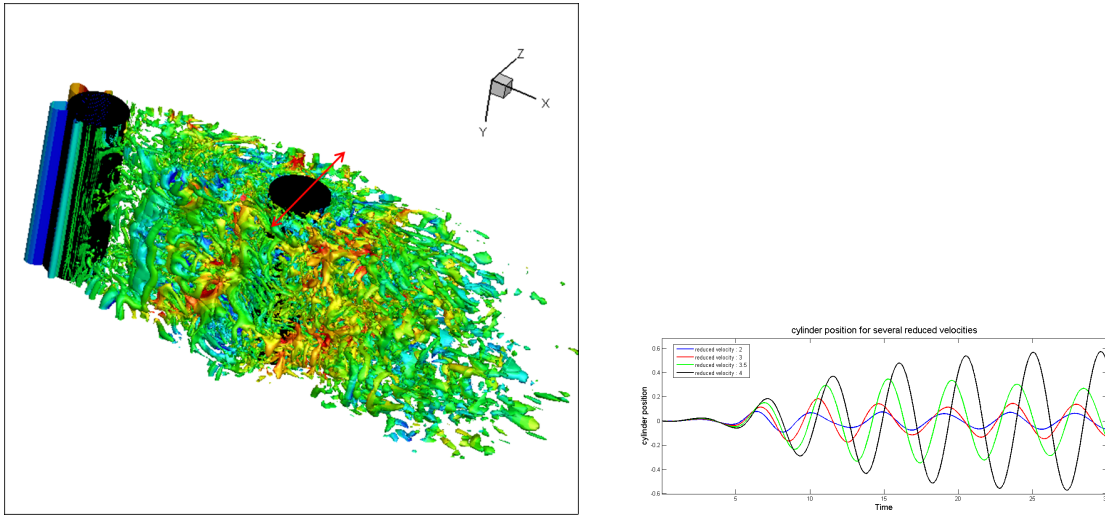 Z
X
Y
cylinder position for several reduced velocities
reduced velocity : 2
reduced velocity : 3
reduced velocity : 3.5
reduced velocity : 4
cylinder position
0.6
0.4
0.2
0
-0.2
-0.4
-0.6
5
10
15
20
25
Time